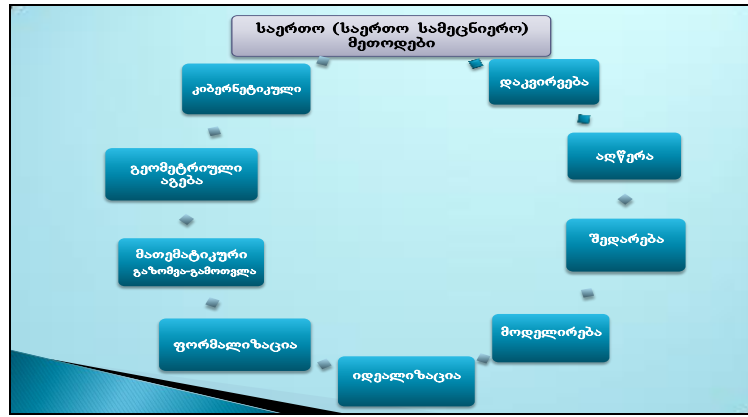 საერთო (საერთო სამეცნიერო)
მეთოდები
დაკვირვება
აღწერა
შედარება
მოდელირება
იდეალიზაცია
ფორმალიზაცია
მათემატიკური
გაზომვა-გამოთვლა
გეომეტრიული
აგება
კიბერნეტიკული